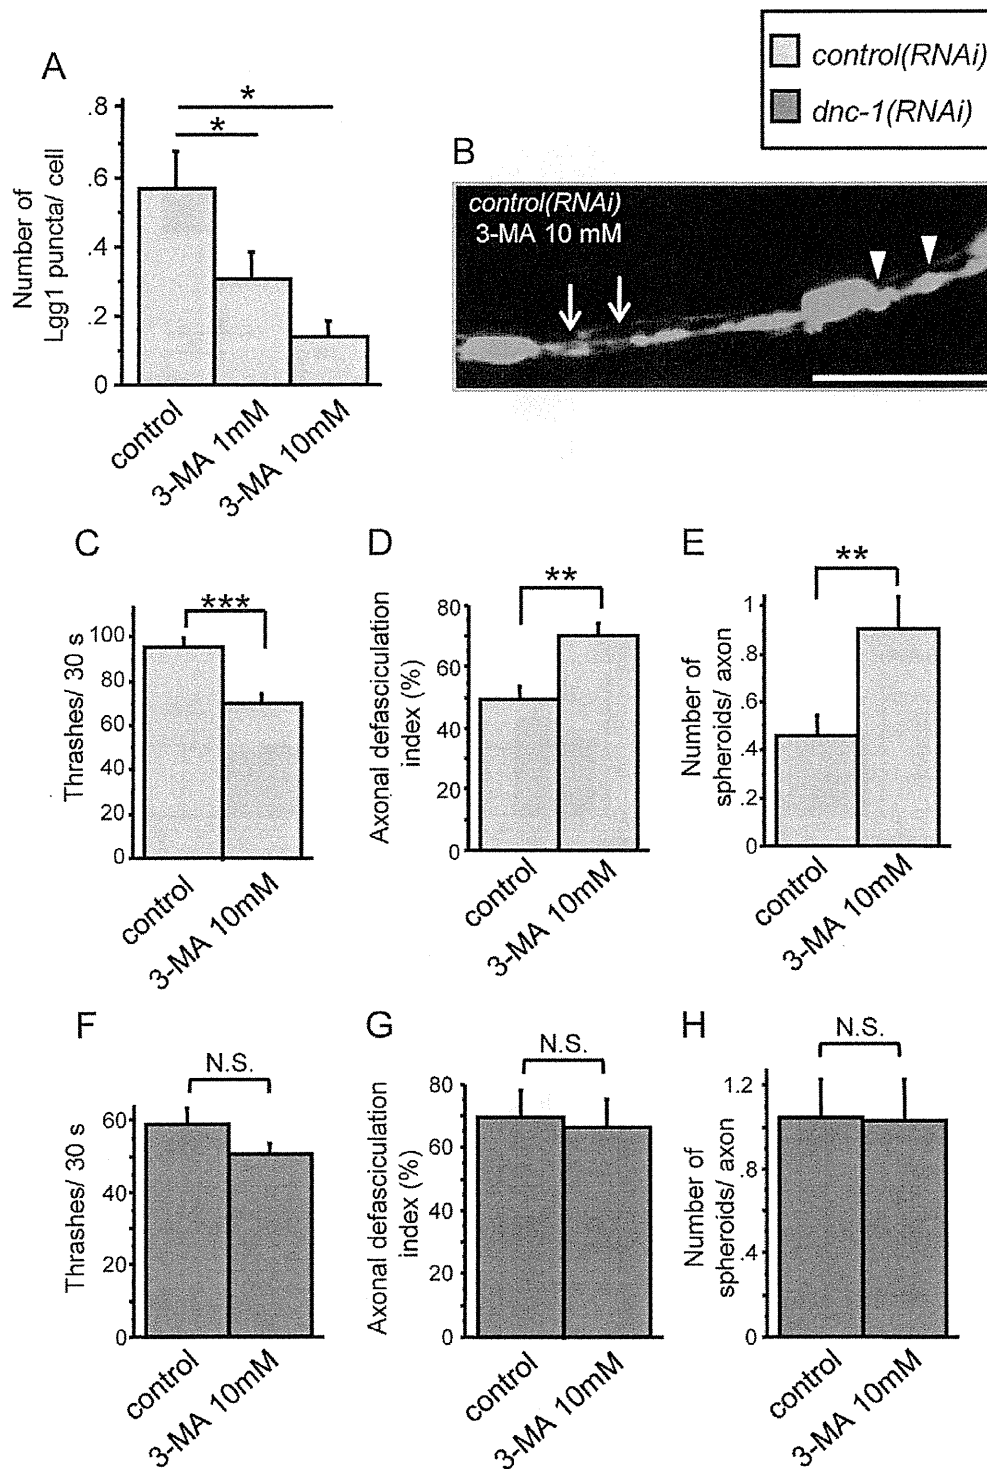 control(RNAi)
dnc-1(RNAi)
A
Number of
Lgg1 puncta/ cell
.8
.6
.4
.2
0
*
*
control
3-MA 1mM
3-MA 10mM
B
control(RNAi)
3-MA 10 mM
C
Thrashes/ 30 s
100
80
60
40
20
0
***
control
3-MA 10mM
D
Axonal defasciculation
index (%)
80
60
40
20
0
**
control
3-MA 10mM
E
Number of
spheroids/ axon
1
.8
.6
.4
.2
0
**
control
3-MA 10mM
F
Thrashes/ 30 s
60
40
20
0
N.S.
control
3-MA 10mM
G
Axonal defasciculation
index (%)
80
60
40
20
0
N.S.
control
3-MA 10mM
H
Number of
spheroids/ axon
1.2
.8
.4
0
N.S.
control
3-MA 10mM